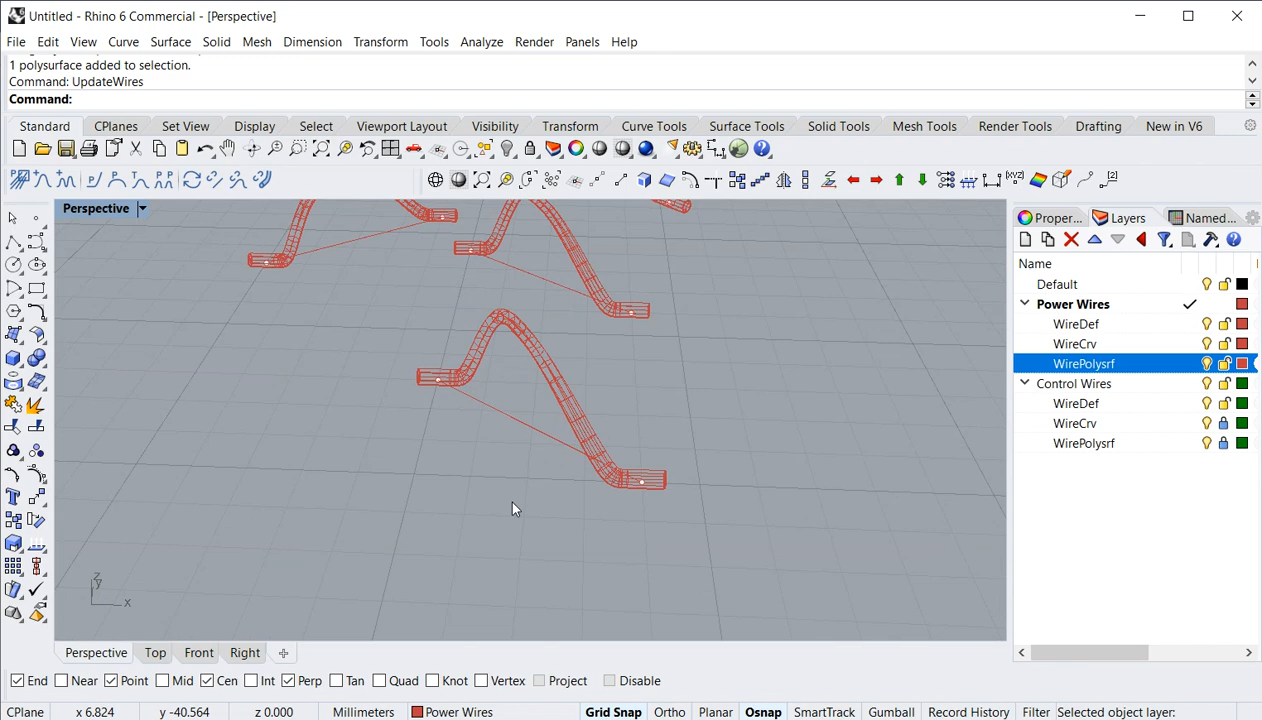 Untitled - Rhino 6 Commercial - [Perspective]
File Edit View Curve Surface Solid Mesh Dimension Transform Tools Analyze Render Panels Help
1 polysurface added to selection.
Command: UpdateWires
Command:
Standard CPlanes Set View Display Select Viewport Layout Visibility Transform Curve Tools Surface Tools Solid Tools Mesh Tools Render Tools Drafting New in V6
Perspective
Proper... Layers Named...
Name
Default
Power Wires
WireDef
WireCrv
WirePolysrf
Control Wires
WireDef
WireCrv
WirePolysrf
z
y
x
Perspective Top Front Right
End Near Point Mid Cen Int Perp Tan Quad Knot Vertex Project Disable
CPlane x 6.824 y -40.564 z 0.000 Millimeters Power Wires Grid Snap Ortho Planar Osnap SmartTrack Gumball Record History Filter Selected object layer: